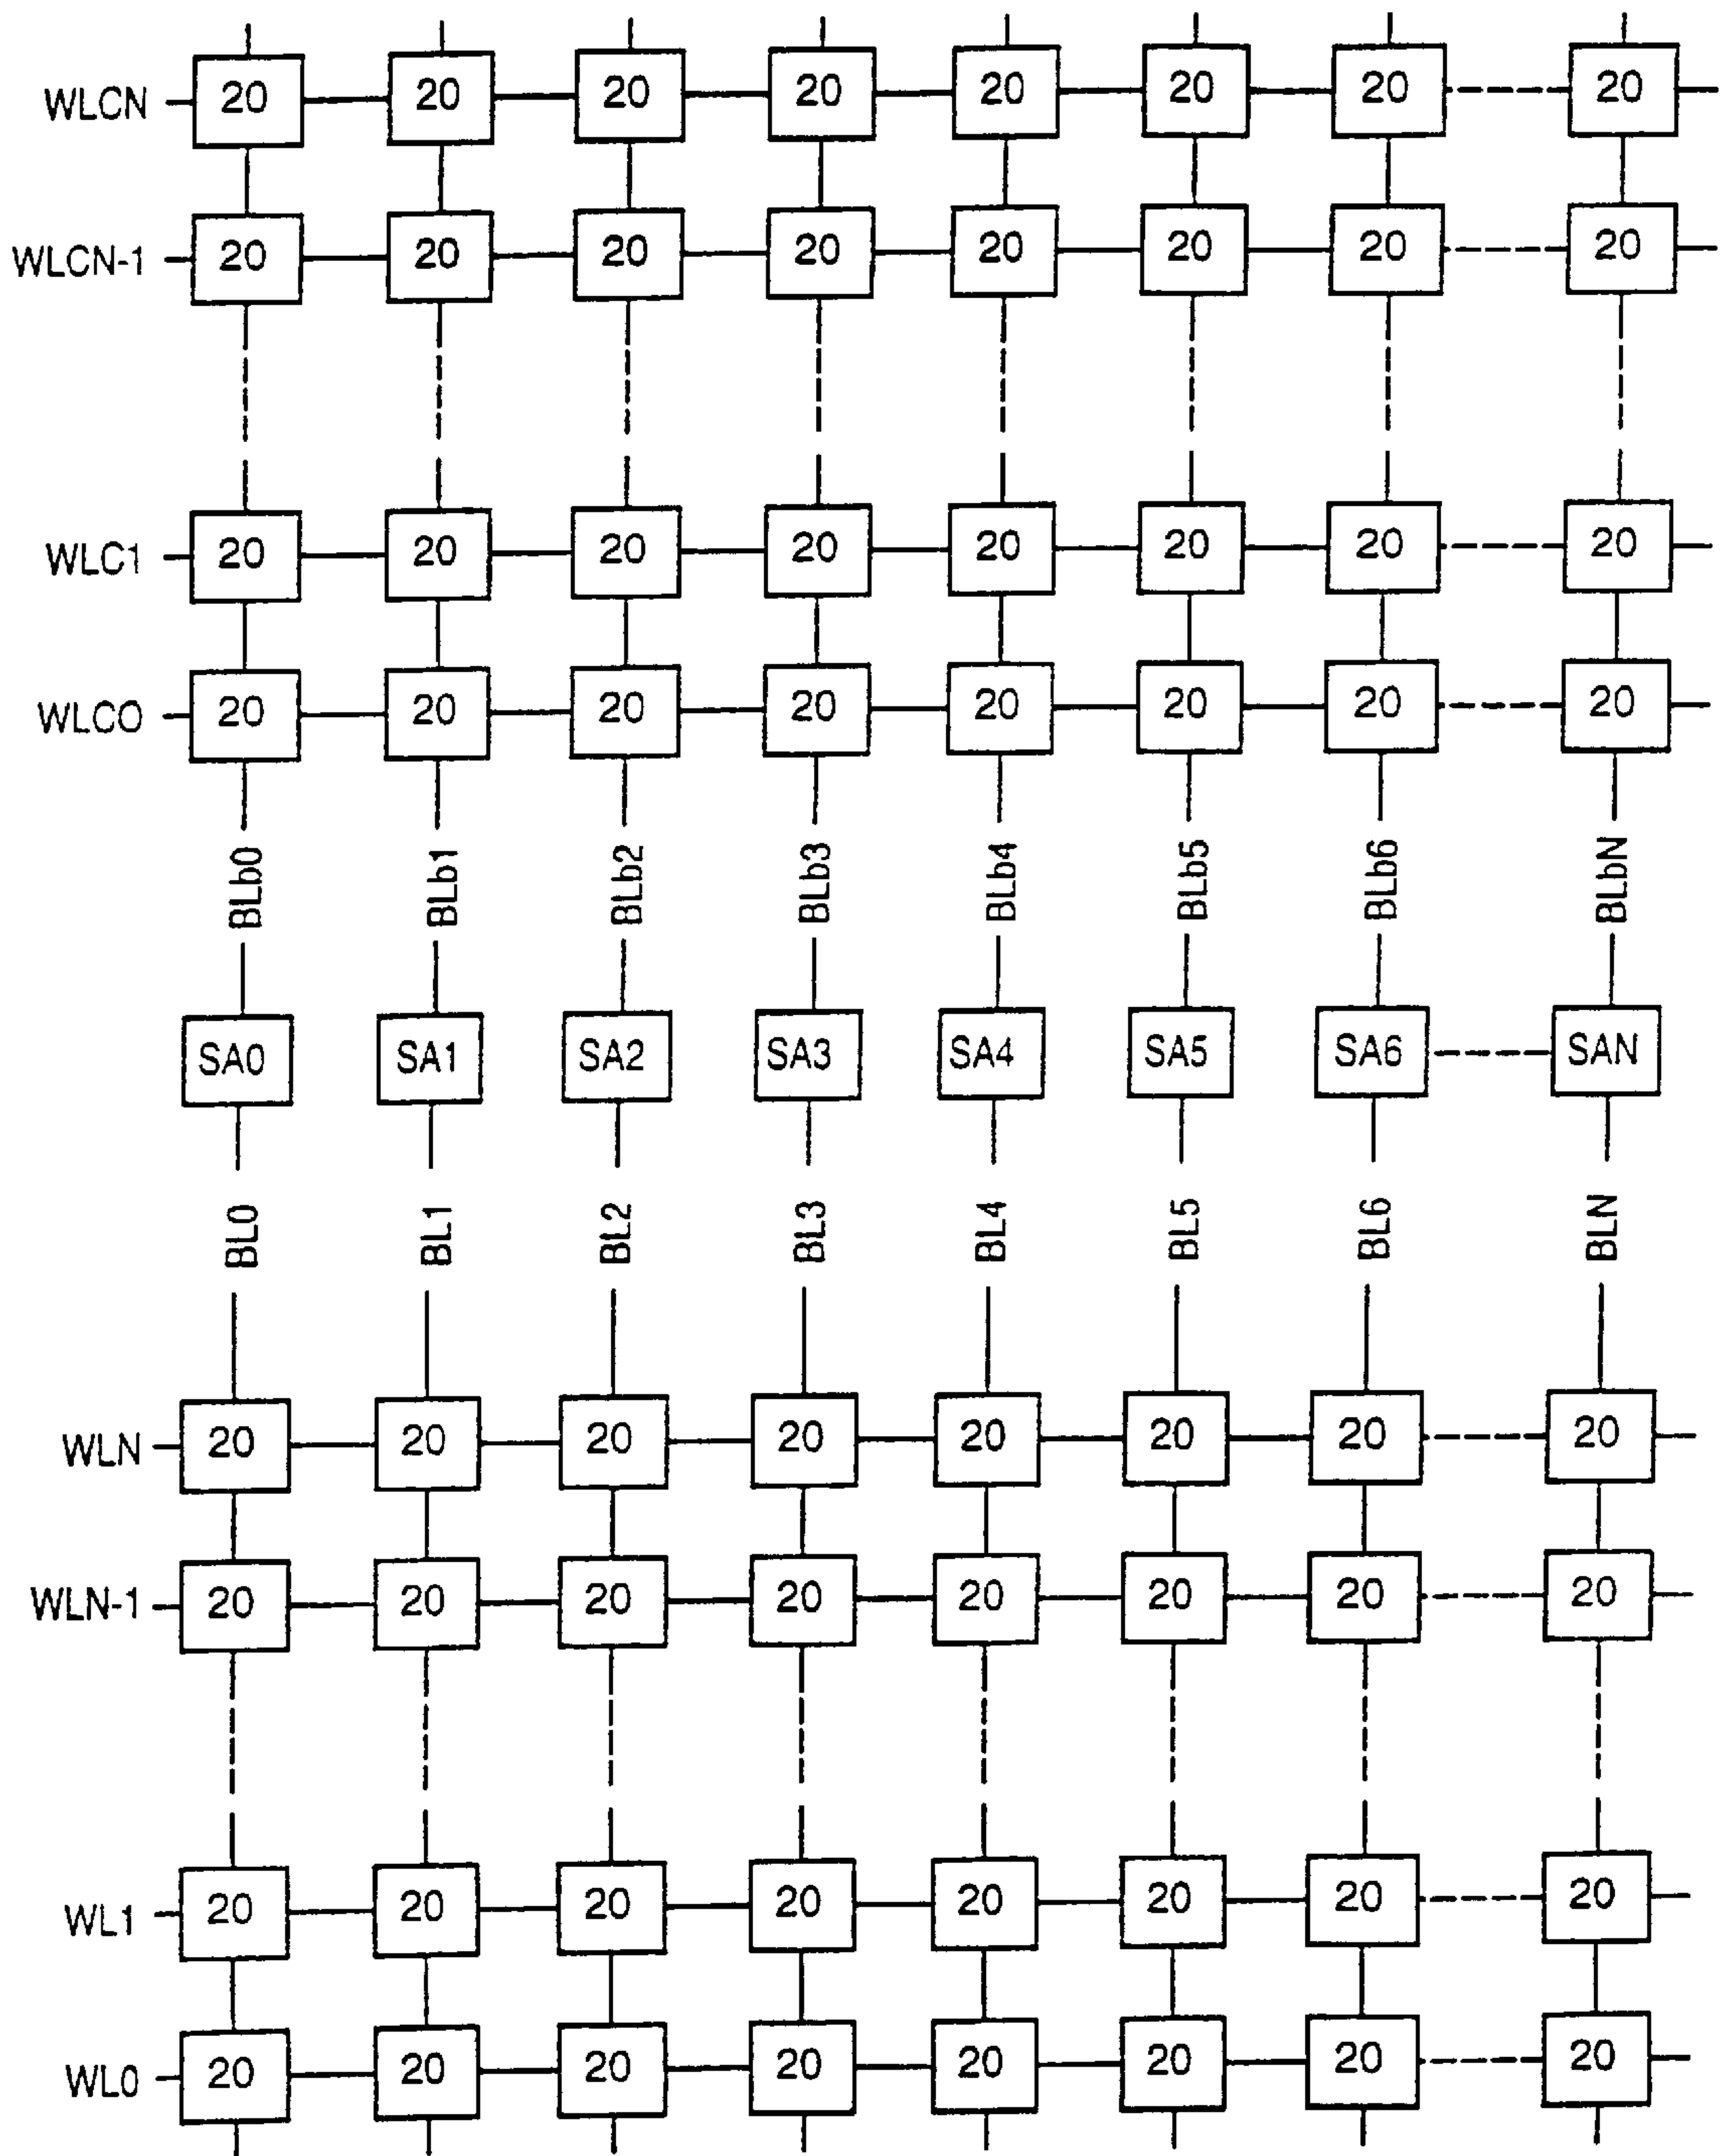 WLCN 20 20 20 20 20 20 20 20
WLCN-1 20 20 20 20 20 20 20 20
WLC1 20 20 20 20 20 20 20 20
WLCO 20 20 20 20 20 20 20 20
BLb0 BLb1 BLb2 BLb3 BLb4 BLb5 BLb6 BLbN
SA0 SA1 SA2 SA3 SA4 SA5 SA6 SAN
BL0 BL1 BL2 BL3 BL4 BL5 BL6 BLN
WLN 20 20 20 20 20 20 20 20
WLN-1 20 20 20 20 20 20 20 20
WL1 20 20 20 20 20 20 20 20
WL0 20 20 20 20 20 20 20 20